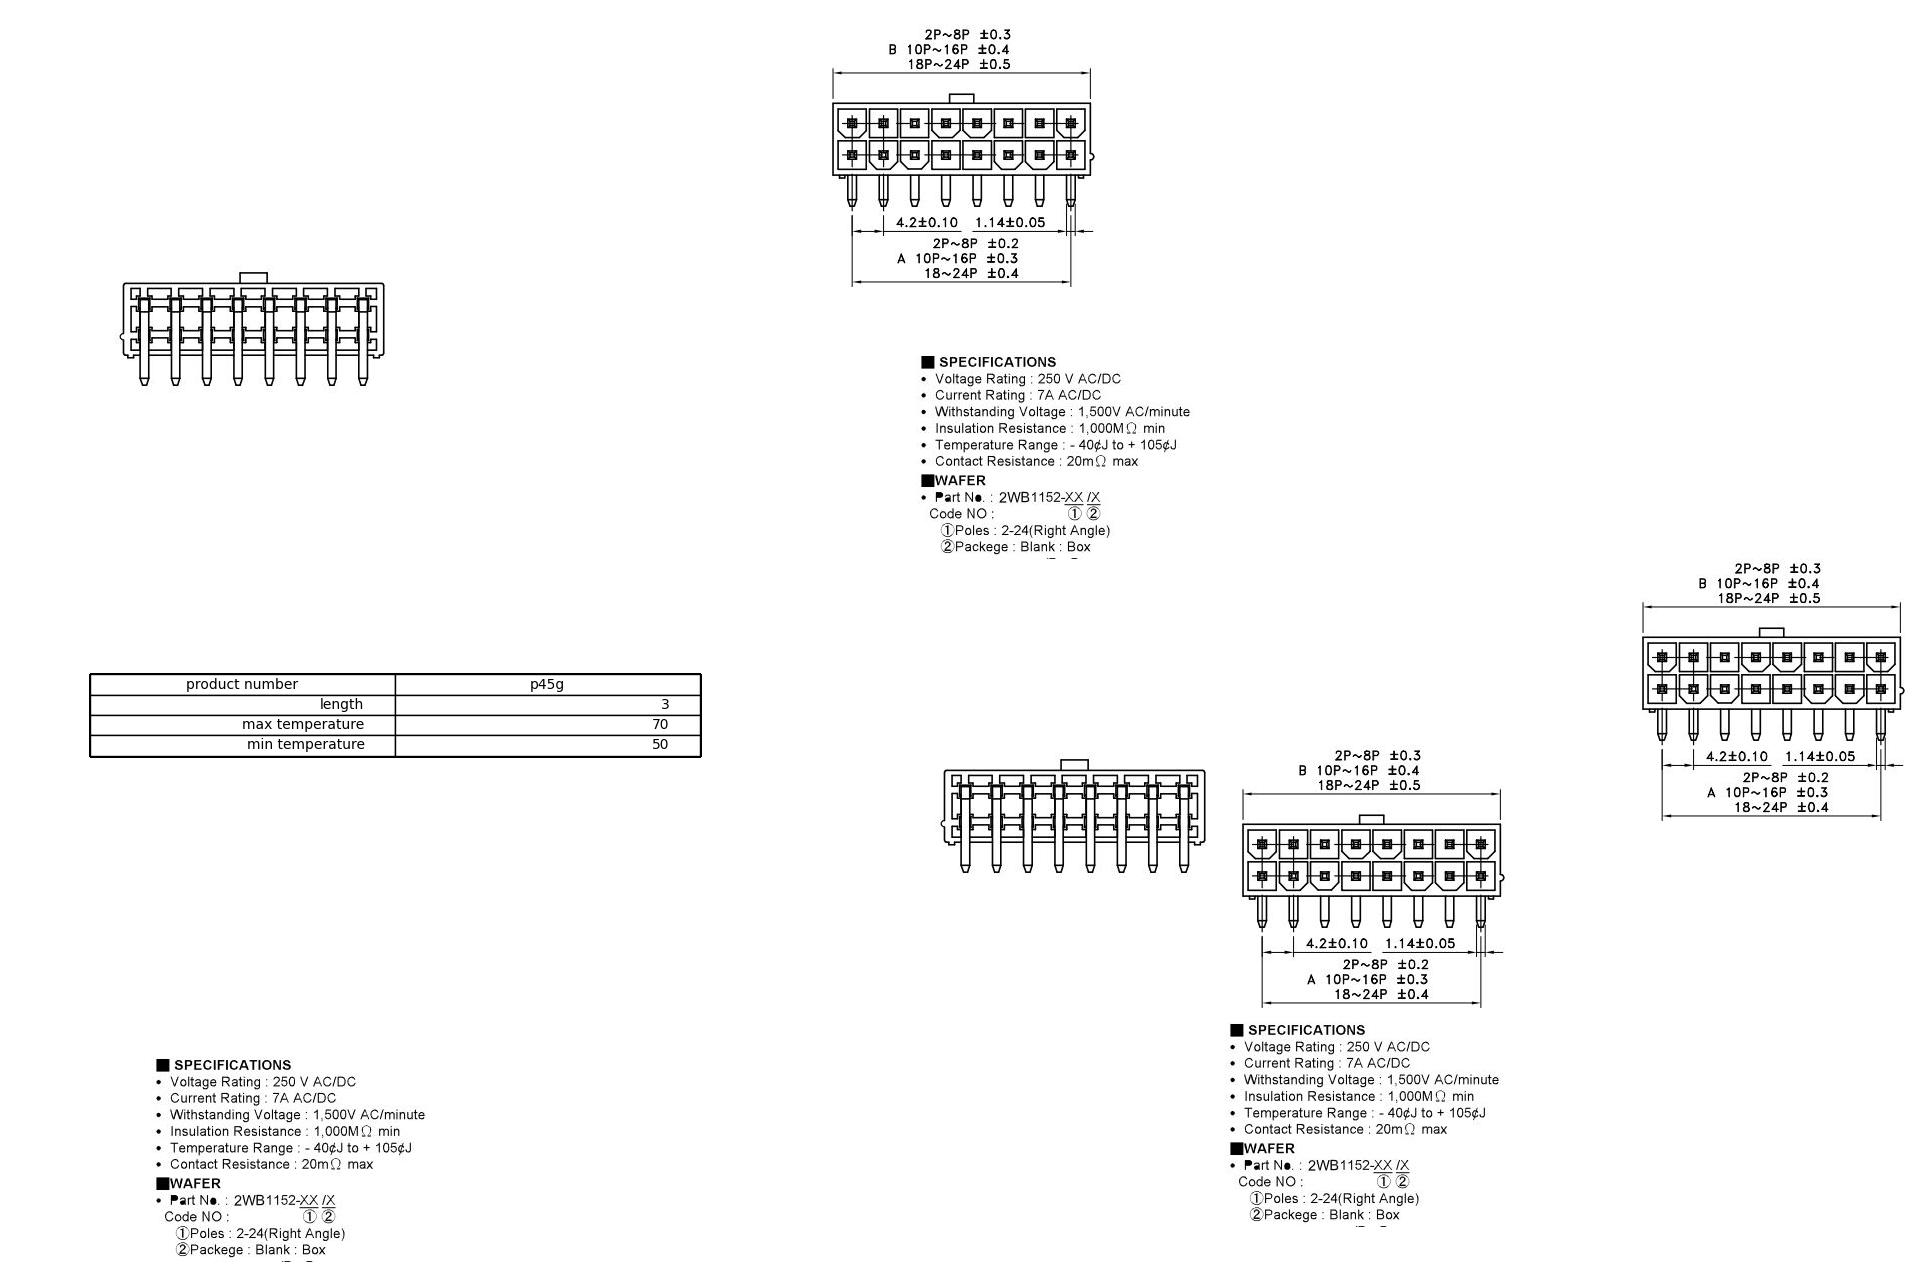 2P~8P ±0.3
B 10P~16P ±0.4
18P~24P ±0.5
4.2±0.10 1.14±0.05
2P~8P ±0.2
A 10P~16P ±0.3
18~24P ±0.4
■ SPECIFICATIONS
• Voltage Rating : 250 V AC/DC
• Current Rating : 7A AC/DC
• Withstanding Voltage : 1,500V AC/minute
• Insulation Resistance : 1,000MΩ min
• Temperature Range : - 40¢J to + 105¢J
• Contact Resistance : 20mΩ max
■WAFER
• Part No. : 2WB1152-XX /X
Code NO : ① ②
①Poles : 2-24(Right Angle)
②Packege : Blank : Box
2P~8P ±0.3
B 10P~16P ±0.4
18P~24P ±0.5
4.2±0.10 1.14±0.05
2P~8P ±0.2
A 10P~16P ±0.3
18~24P ±0.4
product number p45g
length 3
max temperature 70
min temperature 50
2P~8P ±0.3
B 10P~16P ±0.4
18P~24P ±0.5
4.2±0.10 1.14±0.05
2P~8P ±0.2
A 10P~16P ±0.3
18~24P ±0.4
■ SPECIFICATIONS
• Voltage Rating : 250 V AC/DC
• Current Rating : 7A AC/DC
• Withstanding Voltage : 1,500V AC/minute
• Insulation Resistance : 1,000MΩ min
• Temperature Range : - 40¢J to + 105¢J
• Contact Resistance : 20mΩ max
■WAFER
• Part No. : 2WB1152-XX /X
Code NO : ① ②
①Poles : 2-24(Right Angle)
②Packege : Blank : Box
■ SPECIFICATIONS
• Voltage Rating : 250 V AC/DC
• Current Rating : 7A AC/DC
• Withstanding Voltage : 1,500V AC/minute
• Insulation Resistance : 1,000MΩ min
• Temperature Range : - 40¢J to + 105¢J
• Contact Resistance : 20mΩ max
■WAFER
• Part No. : 2WB1152-XX /X
Code NO : ① ②
①Poles : 2-24(Right Angle)
②Packege : Blank : Box